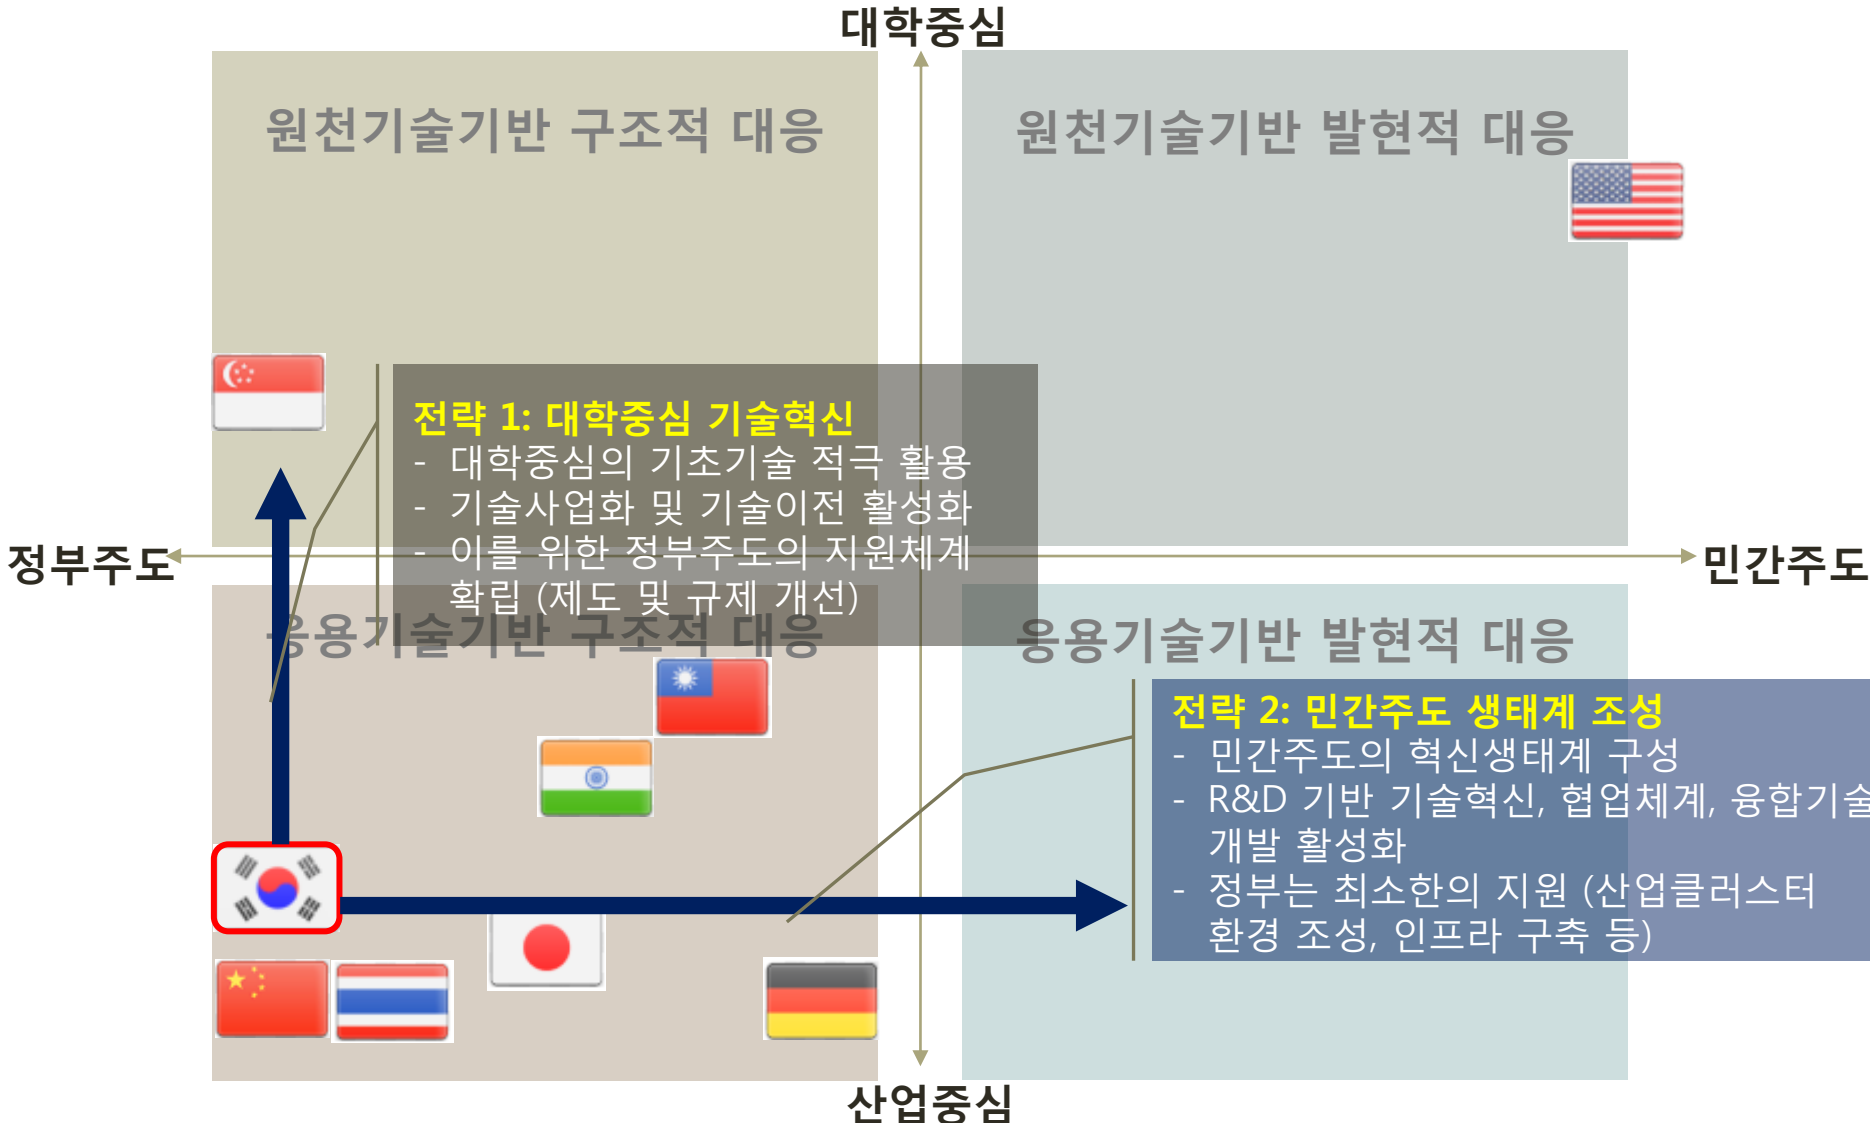 대학중심
원천기술기반 구조적 대응
원천기술기반 발현적 대응
전략 1: 대학중심 기술혁신
- 대학중심의 기초기술 적극 활용
- 기술사업화 및 기술이전 활성화
- 이를 위한 정부주도의 지원체계
확립 (제도 및 규제 개선)
정부주도
민간주도
응용기술기반 구조적 대응
응용기술기반 발현적 대응
전략 2: 민간주도 생태계 조성
- 민간주도의 혁신생태계 구성
- R&D 기반 기술혁신, 협업체계, 융합기술
개발 활성화
- 정부는 최소한의 지원 (산업클러스터
환경 조성, 인프라 구축 등)
산업중심